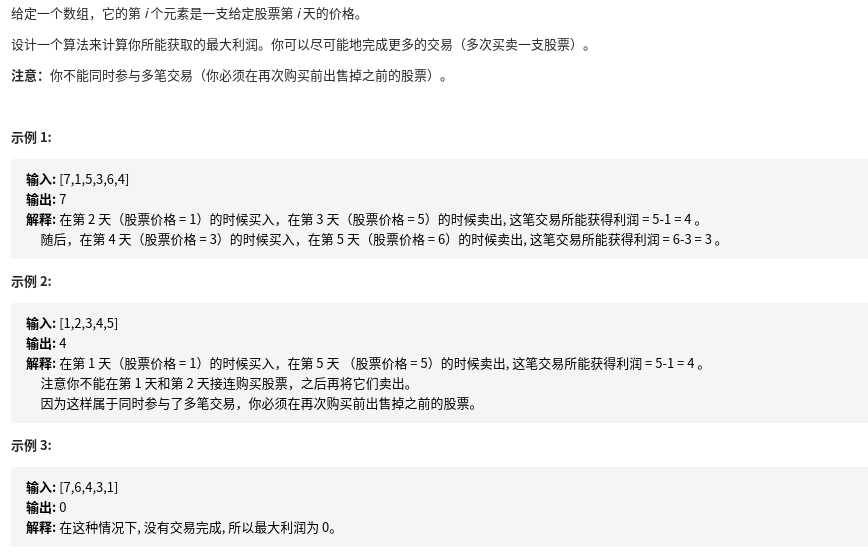 给定一个数组，它的第 i 个元素是一支给定股票第 i 天的价格。
设计一个算法来计算你所能获取的最大利润。你可以尽可能地完成更多的交易（多次买卖一支股票）。
注意：你不能同时参与多笔交易（你必须在再次购买前出售掉之前的股票）。
示例 1:
输入: [7,1,5,3,6,4]
输出: 7
解释: 在第 2 天（股票价格 = 1）的时候买入，在第 3 天（股票价格 = 5）的时候卖出, 这笔交易所能获得利润 = 5-1 = 4 。
随后，在第 4 天（股票价格 = 3）的时候买入，在第 5 天（股票价格 = 6）的时候卖出, 这笔交易所能获得利润 = 6-3 = 3 。
示例 2:
输入: [1,2,3,4,5]
输出: 4
解释: 在第 1 天（股票价格 = 1）的时候买入，在第 5 天 （股票价格 = 5）的时候卖出, 这笔交易所能获得利润 = 5-1 = 4 。
注意你不能在第 1 天和第 2 天接连购买股票，之后再将它们卖出。
因为这样属于同时参与了多笔交易，你必须在再次购买前出售掉之前的股票。
示例 3:
输入: [7,6,4,3,1]
输出: 0
解释: 在这种情况下, 没有交易完成, 所以最大利润为 0。